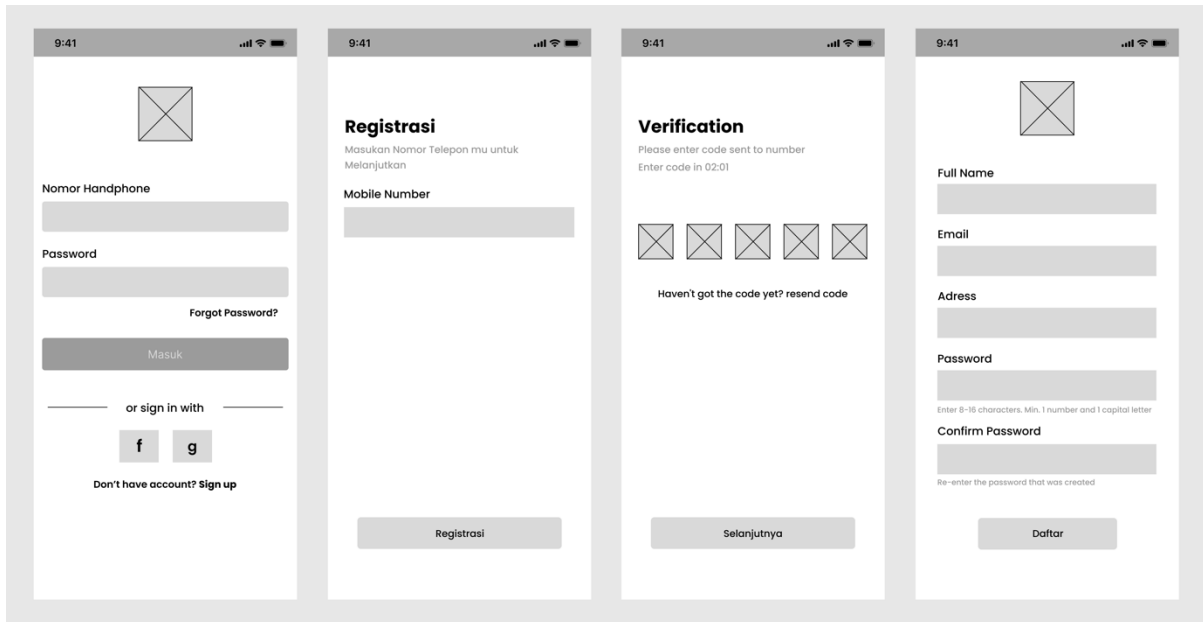 9:41
Nomor Handphone
Password
Forgot Password?
Masuk
or sign in with
f g
Don't have account? Sign up
9:41
Registrasi
Masukan Nomor Telepon mu untuk
Melanjutkan
Mobile Number
Registrasi
9:41
Verification
Please enter code sent to number
Enter code in 02:01
Haven't got the code yet? resend code
Selanjutnya
9:41
Full Name
Email
Adress
Password
Enter 8-16 characters. Min. 1 number and 1 capital letter
Confirm Password
Re-enter the password that was created
Daftar